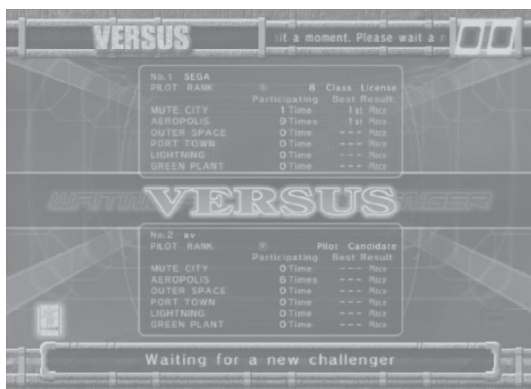 VERSUS
it a moment. Please wait a
00
No.1 SEGA
PILOT RANK B Class License
Participating Best Result
MUTE CITY 1 Time 1st Place
AEROPOLIS 9 Times 1st Place
OUTER SPACE 0 Time --- Place
PORT TOWN 0 Time --- Place
LIGHTNING 0 Time --- Place
GREEN PLANT 0 Time --- Place
VERSUS
No.2 av
PILOT RANK Pilot Candidate
Participating Best Result
MUTE CITY 0 Time --- Place
AEROPOLIS 6 Times --- Place
OUTER SPACE 0 Time --- Place
PORT TOWN 0 Time --- Place
LIGHTNING 0 Time --- Place
GREEN PLANT 0 Time --- Place
Waiting for a new challenger